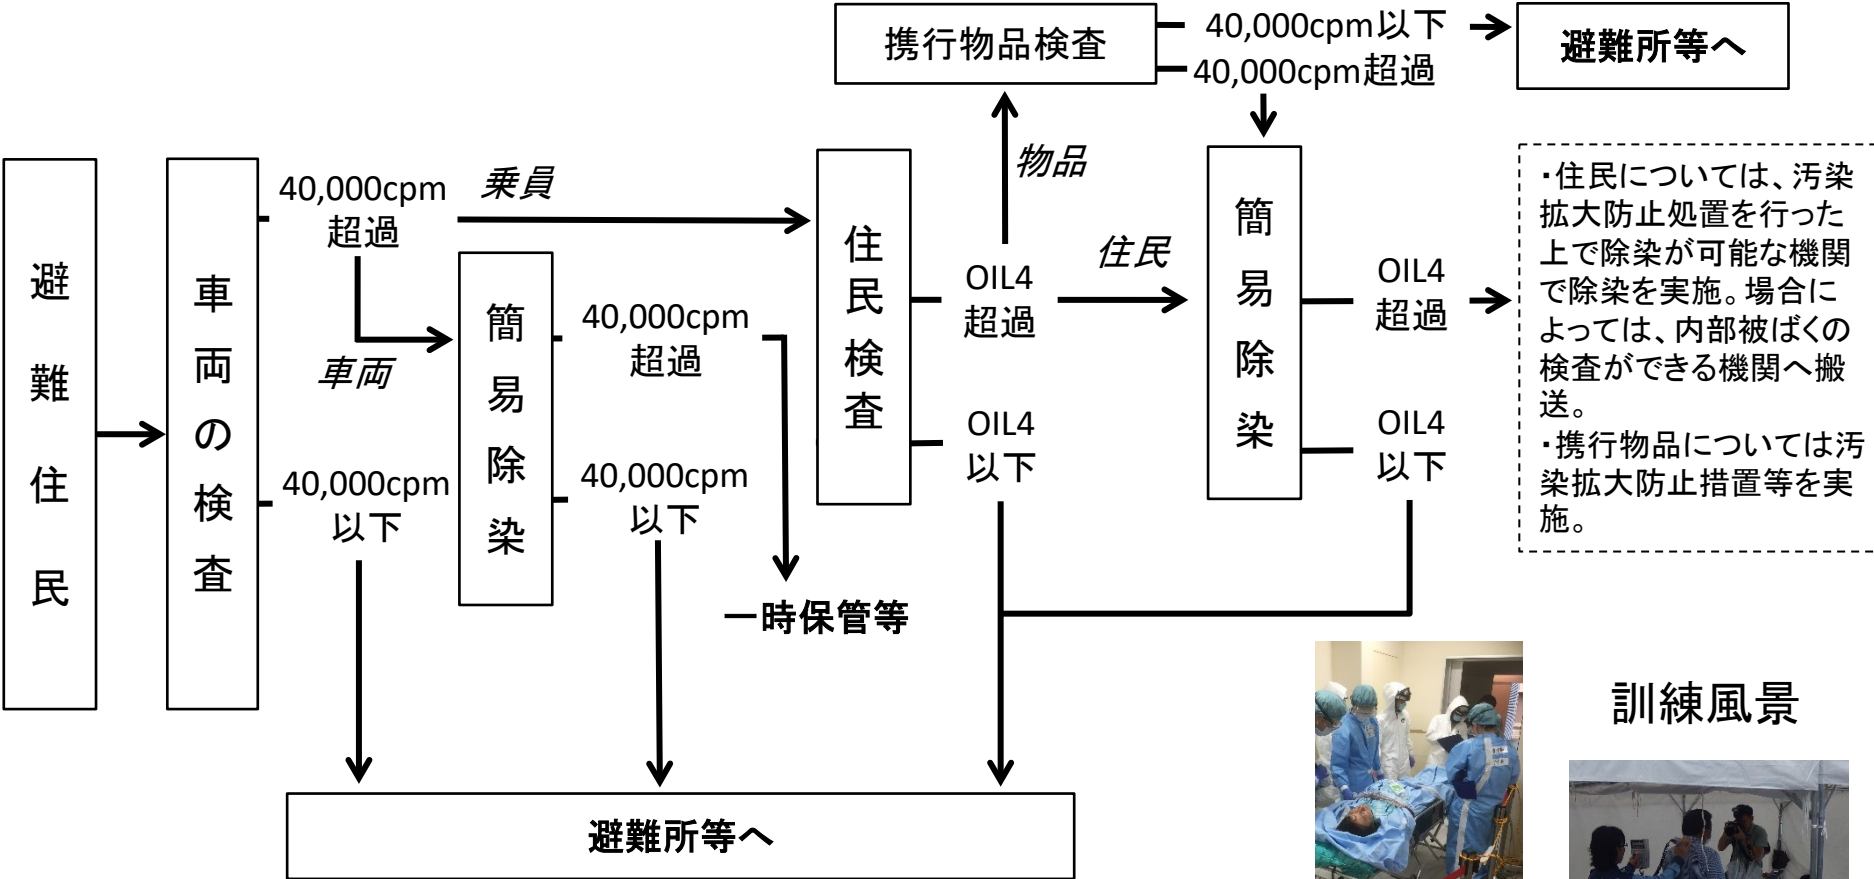 携行物品検査
40,000cpm以下
40,000cpm超過
避難所等へ
避難住民
車両の検査
40,000cpm
超過
乗員
車両
40,000cpm
以下
簡易除染
40,000cpm
超過
40,000cpm
以下
一時保管等
住民検査
物品
OIL4
超過
住民
OIL4
以下
簡易除染
OIL4
超過
OIL4
以下
・住民については、汚染
拡大防止処置を行った
上で除染が可能な機関
で除染を実施。場合に
よっては、内部被ばくの
検査ができる機関へ搬
送。
・携行物品については汚
染拡大防止措置等を実
施。
訓練風景
避難所等へ